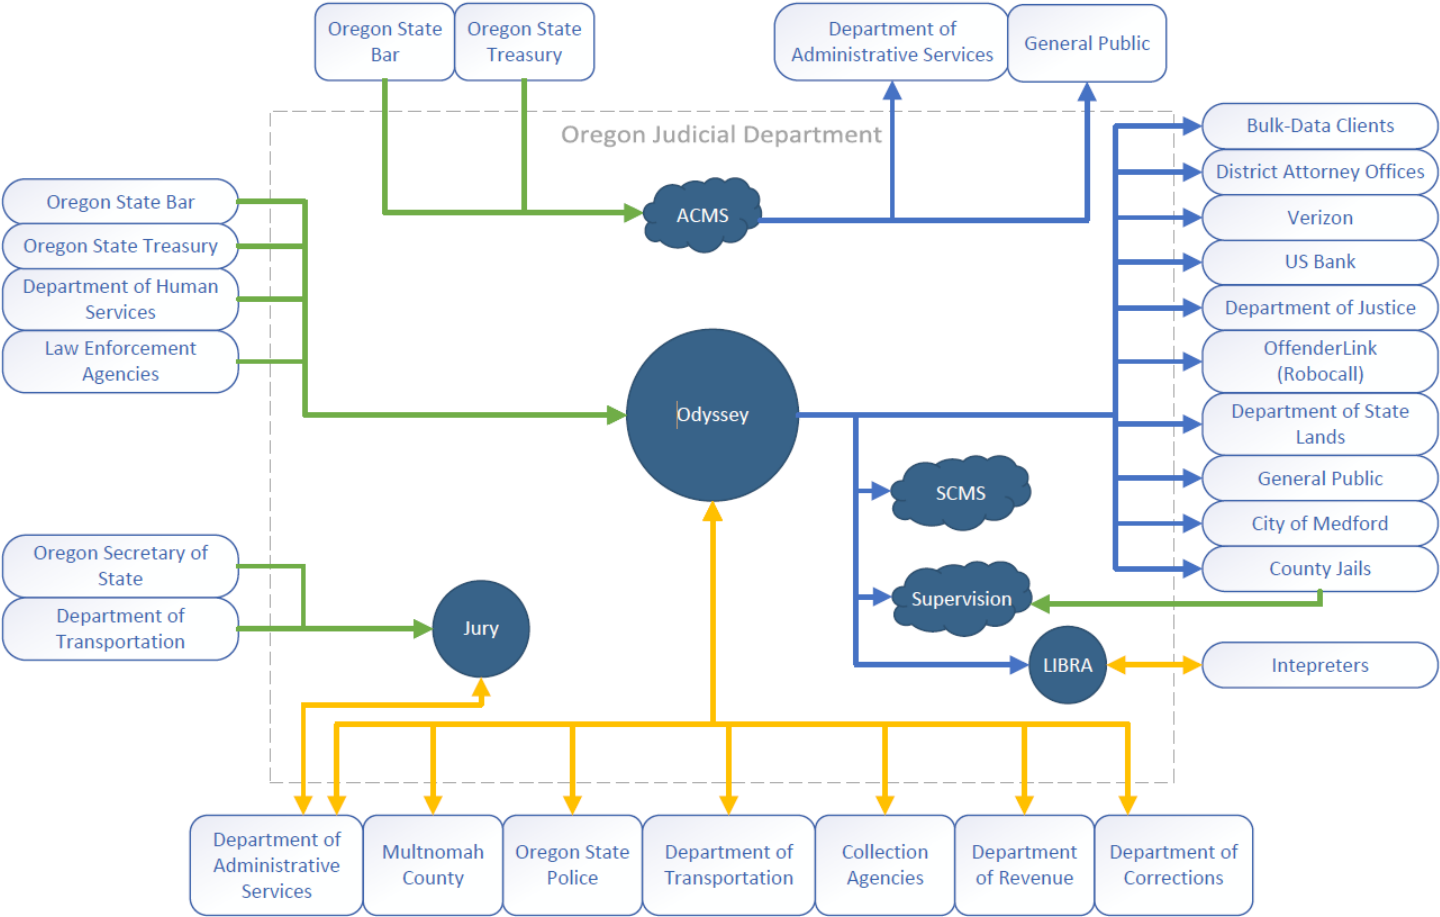 Oregon State
Bar
Oregon State
Treasury
Department of
Administrative Services
General Public
Oregon Judicial Department
Bulk-Data Clients
District Attorney Offices
Verizon
US Bank
Department of Justice
OffenderLink
(Robocall)
Department of State
Lands
General Public
City of Medford
County Jails
Intepreters
Oregon State Bar
Oregon State Treasury
Department of Human
Services
Law Enforcement
Agencies
ACMS
Odyssey
SCMS
Supervision
LIBRA
Oregon Secretary of
State
Department of
Transportation
Jury
Department of
Administrative
Services
Multnomah
County
Oregon State
Police
Department of
Transportation
Collection
Agencies
Department
of Revenue
Department of
Corrections